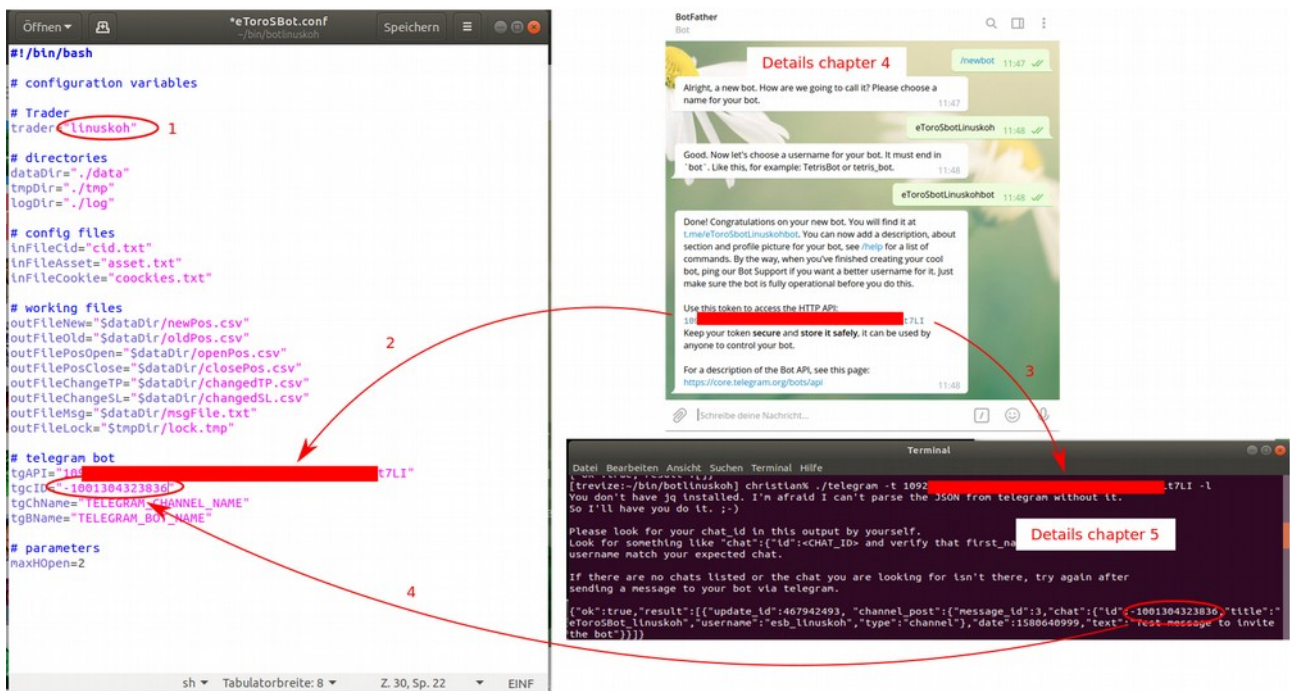 Öffnen
*eToroSBot.conf
~/bin/botlinuskoh
Speichern
#!/bin/bash
# configuration variables
# Trader
trader="linuskoh"
1
# directories
dataDir="./data"
tmpDir="./tmp"
logDir="./log"
# config files
inFileCid="cid.txt"
inFileAsset="asset.txt"
inFileCookie="coockies.txt"
# working files
outFileNew="$dataDir/newPos.csv"
outFileOld="$dataDir/oldPos.csv"
outFilePosOpen="$dataDir/openPos.csv"
outFilePosClose="$dataDir/closePos.csv"
outFileChangeTP="$dataDir/changedTP.csv"
outFileChangeSL="$dataDir/changedSL.csv"
outFileMsg="$dataDir/msgFile.txt"
outFileLock="$tmpDir/lock.tmp"
# telegram bot
tgAPI="109 t7LI"
tgcID="-1001304323836"
tgChName="TELEGRAM_CHANNEL_NAME"
tgBName="TELEGRAM_BOT_NAME"
# parameters
maxHOpen=2
sh
Tabulatorbreite: 8
Z. 30, Sp. 22
EINF
2
3
4
BotFather
Bot
Details chapter 4
/newbot 11:47
Alright, a new bot. How are we going to call it? Please choose a
name for your bot.
11:47
eToroSbotLinuskoh 11:48
Good. Now let's choose a username for your bot. It must end in
`bot`. Like this, for example: TetrisBot or tetris_bot.
11:48
eToroSbotLinuskohbot 11:48
Done! Congratulations on your new bot. You will find it at
t.me/eToroSbotLinuskohbot. You can now add a description, about
section and profile picture for your bot, see /help for a list of
commands. By the way, when you've finished creating your cool
bot, ping our Bot Support if you want a better username for it. Just
make sure the bot is fully operational before you do this.
Use this token to access the HTTP API:
109 t7LI
Keep your token secure and store it safely, it can be used by
anyone to control your bot.
For a description of the Bot API, see this page:
https://core.telegram.org/bots/api
11:48
Schreibe deine Nachricht...
Terminal
Datei Bearbeiten Ansicht Suchen Terminal Hilfe
{"ok":true,"result":[]}
[trevize:~/bin/botlinuskoh] christian% ./telegram -t 1092 t7LI -l
You don't have jq installed. I'm afraid I can't parse the JSON from telegram without it.
So I'll have you do it. ;-)
Please look for your chat_id in this output by yourself.
Look for something like "chat":{"id":<CHAT_ID> and verify that first_na
username match your expected chat.
Details chapter 5
If there are no chats listed or the chat you are looking for isn't there, try again after
sending a message to your bot via telegram.
{"ok":true,"result":[{"update_id":467942493, "channel_post":{"message_id":3,"chat":{"id":-1001304323836,"title":"
eToroSBot_linuskoh","username":"esb_linuskoh","type":"channel"},"date":1580640999,"text":"Test message to invite
the bot"}}]}